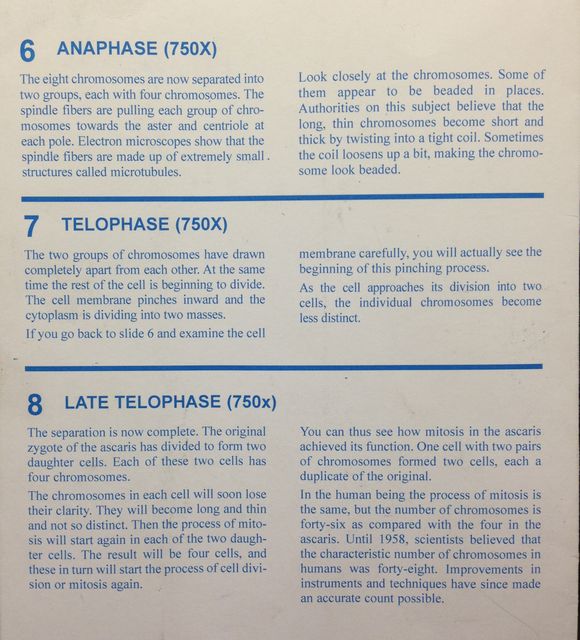 6 ANAPHASE (750X)
The eight chromosomes are now separated into
two groups, each with four chromosomes. The
spindle fibers are pulling each group of chro-
mosomes towards the aster and centriole at
each pole. Electron microscopes show that the
spindle fibers are made up of extremely small
structures called microtubules.
Look closely at the chromosomes. Some of
them appear to be beaded in places.
Authorities on this subject believe that the
long, thin chromosomes become short and
thick by twisting into a tight coil. Sometimes
the coil loosens up a bit, making the chromo-
some look beaded.
7 TELOPHASE (750X)
The two groups of chromosomes have drawn
completely apart from each other. At the same
time the rest of the cell is beginning to divide.
The cell membrane pinches inward and the
cytoplasm is dividing into two masses.
If you go back to slide 6 and examine the cell
membrane carefully, you will actually see the
beginning of this pinching process.
As the cell approaches its division into two
cells, the individual chromosomes become
less distinct.
8 LATE TELOPHASE (750x)
The separation is now complete. The original
zygote of the ascaris has divided to form two
daughter cells. Each of these two cells has
four chromosomes.
The chromosomes in each cell will soon lose
their clarity. They will become long and thin
and not so distinct. Then the process of mito-
sis will start again in each of the two daugh-
ter cells. The result will be four cells, and
these in turn will start the process of cell divi-
sion or mitosis again.
You can thus see how mitosis in the ascaris
achieved its function. One cell with two pairs
of chromosomes formed two cells, each a
duplicate of the original.
In the human being the process of mitosis is
the same, but the number of chromosomes is
forty-six as compared with the four in the
ascaris. Until 1958, scientists believed that
the characteristic number of chromosomes in
humans was forty-eight. Improvements in
instruments and techniques have since made
an accurate count possible.